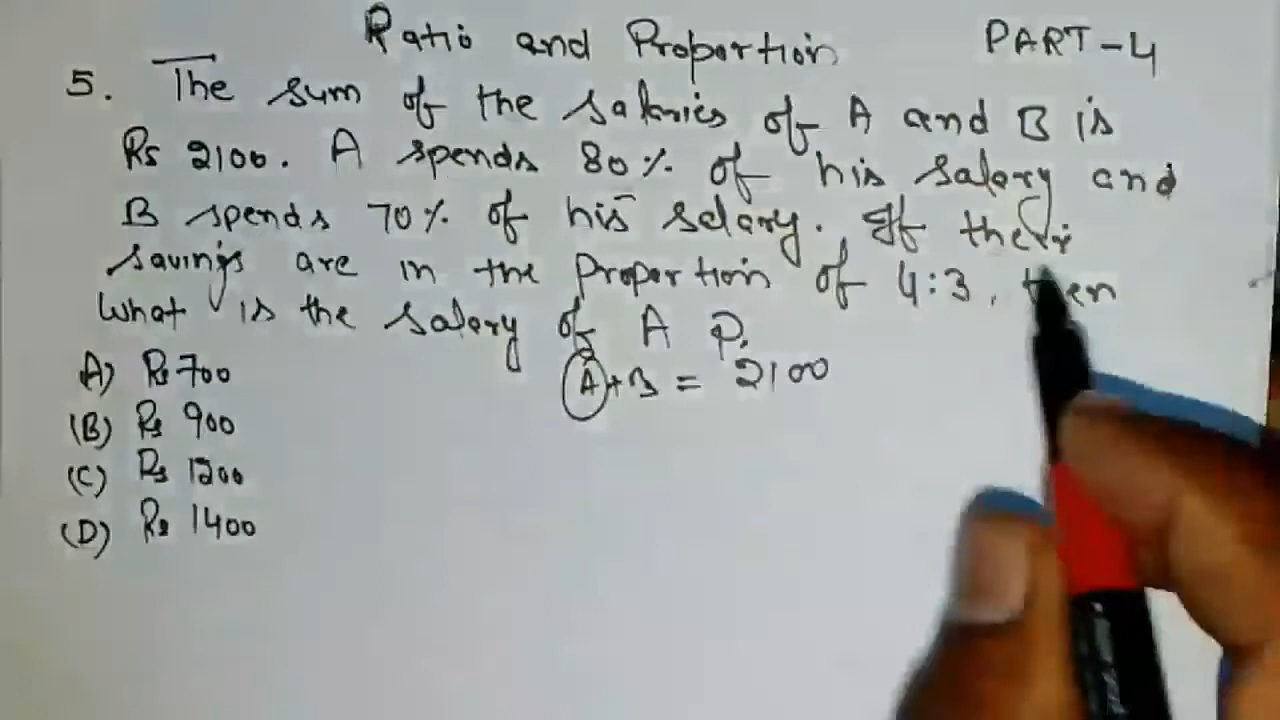 Ratio and Proportion PART-4
5. The sum of the salaries of A and B is
Rs 2100. A spends 80% of his salary and
B spends 70% of his salary. If their
savings are in the proportion of 4:3, then
what is the salary of A ?
A+B = 2100
A) Rs 700
(B) Rs 900
(C) Rs 1200
(D) Rs 1400